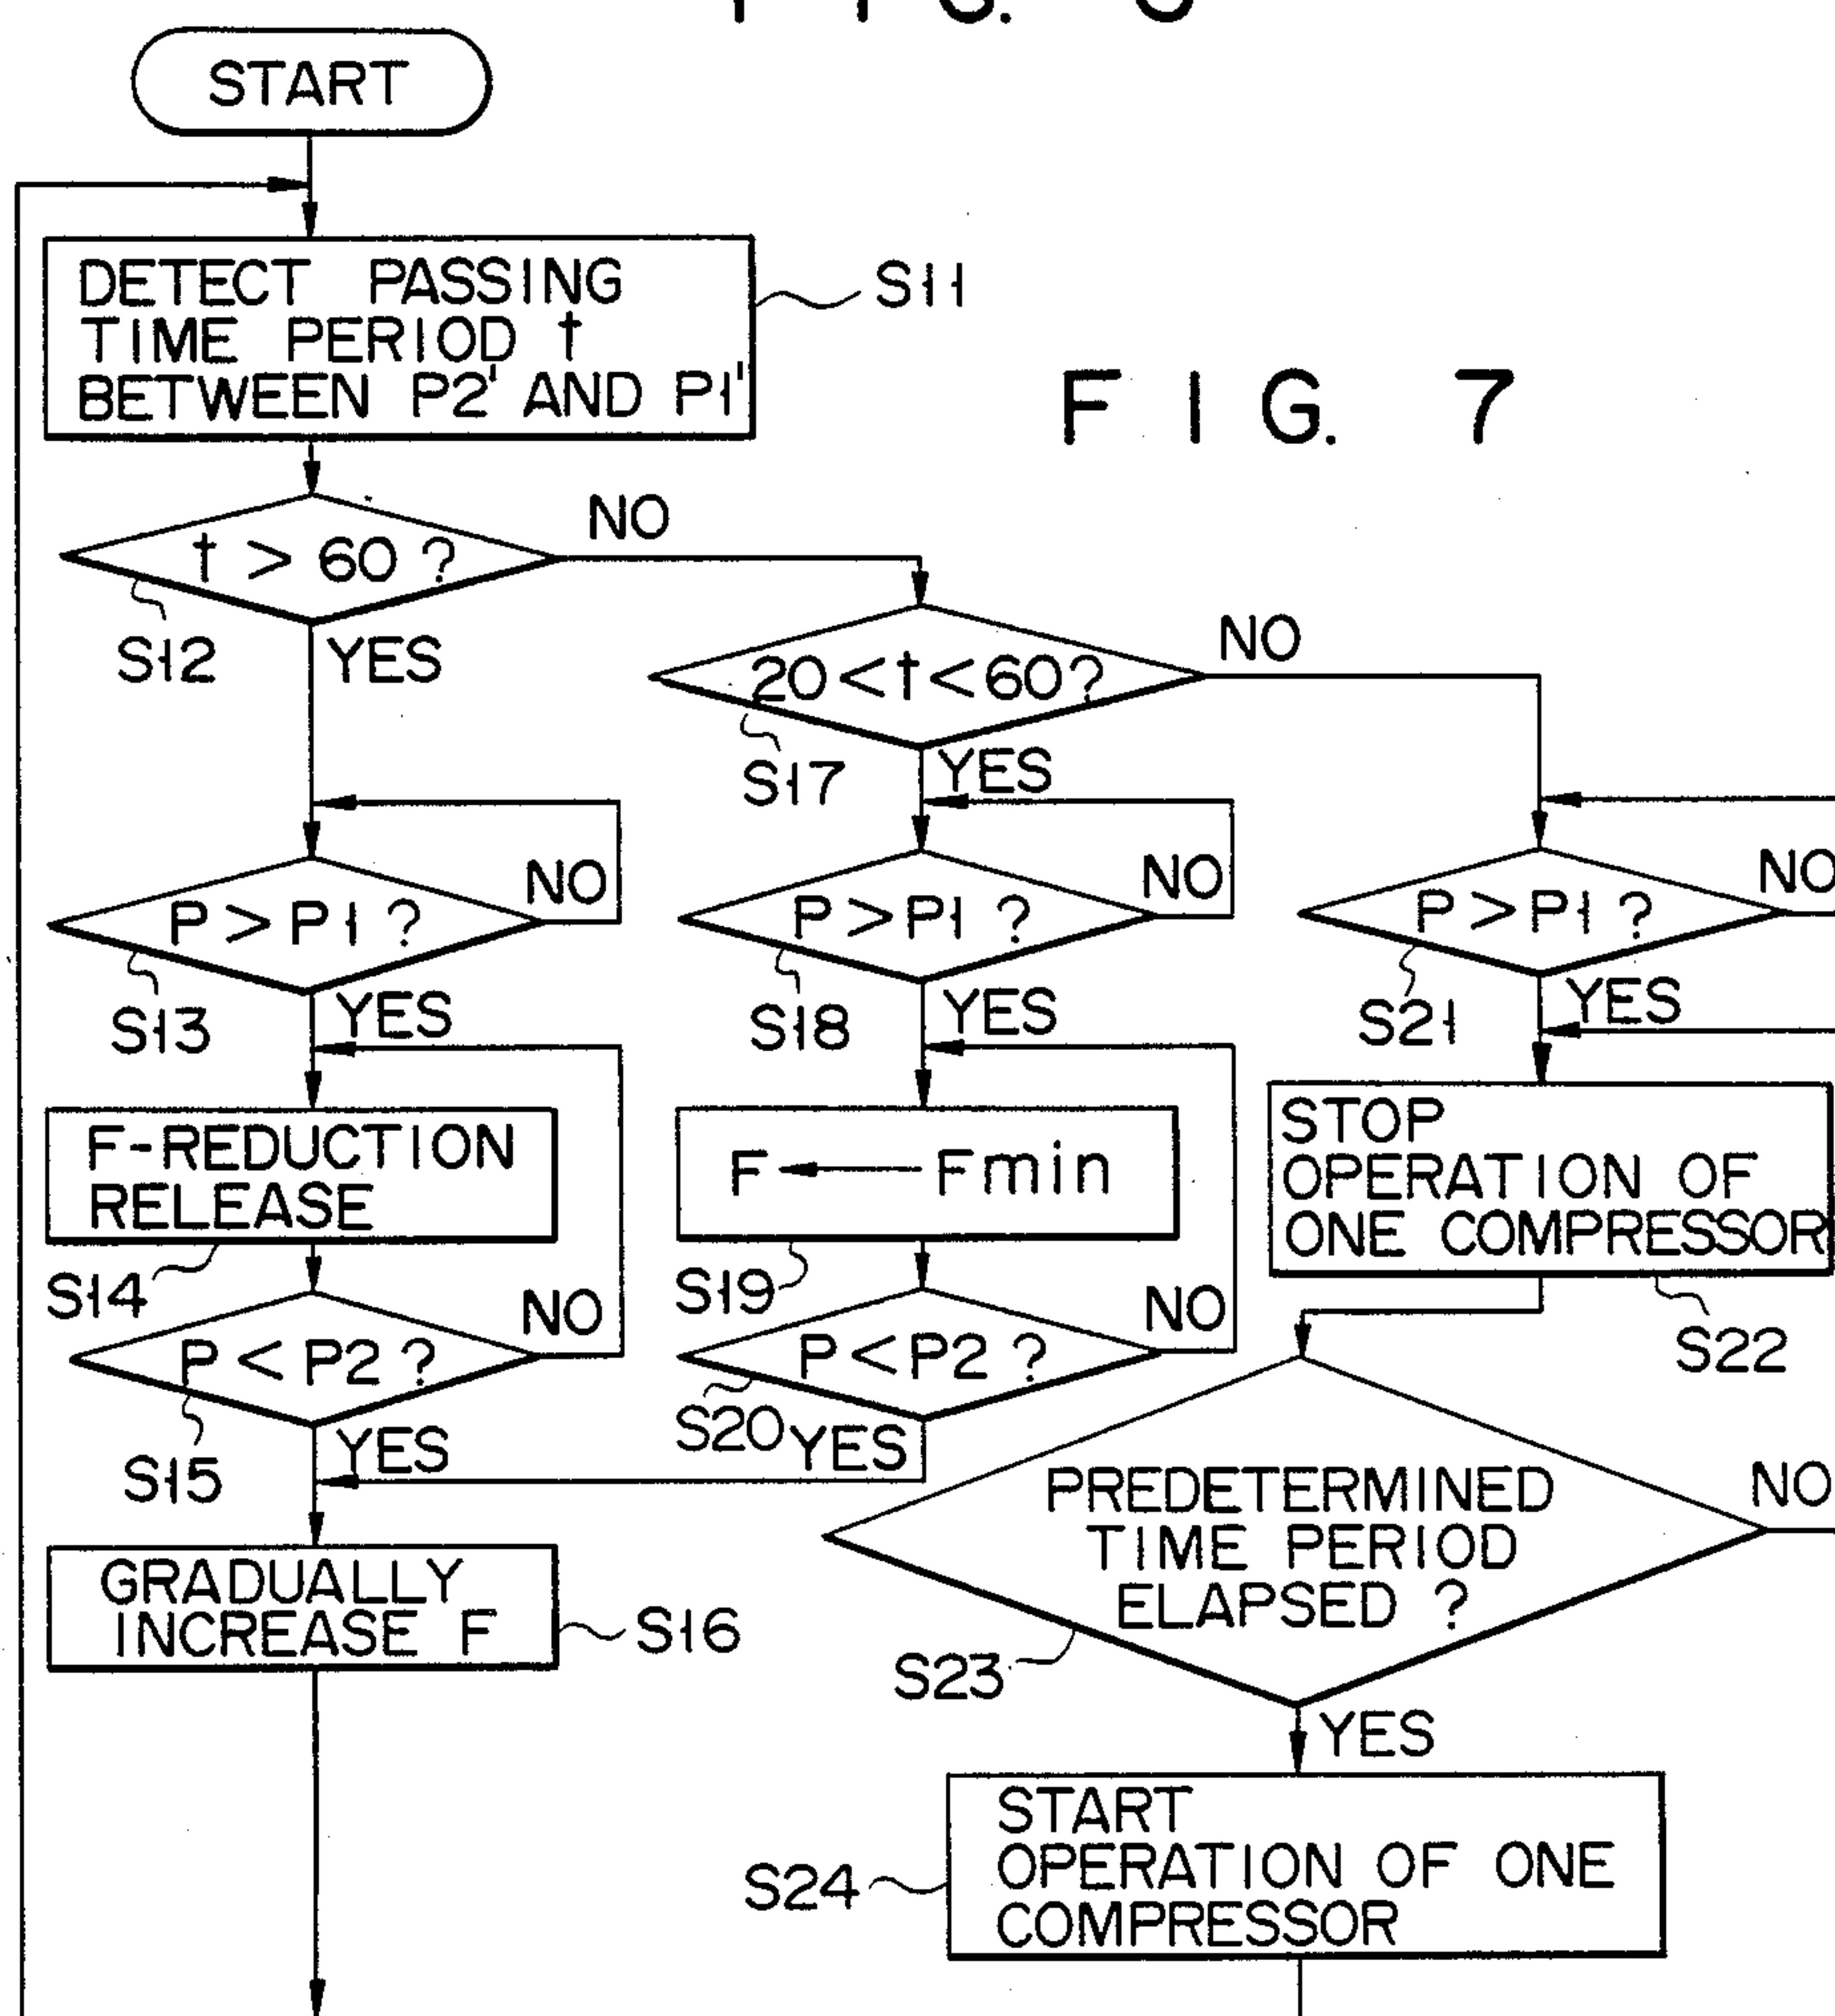 START
DETECT PASSING
TIME PERIOD t
BETWEEN P2' AND P1'
S11
FIG. 7
t > 60 ?
NO
S12
YES
20 < t < 60 ?
NO
S17
YES
P > P1 ?
NO
S13
YES
P > P1 ?
NO
S18
YES
P > P1 ?
NO
S21
YES
F-REDUCTION
RELEASE
S14
F ← Fmin
S19
STOP
OPERATION OF
ONE COMPRESSOR
S22
P < P2 ?
NO
S15
YES
P < P2 ?
NO
S20
YES
GRADUALLY
INCREASE F
S16
PREDETERMINED
TIME PERIOD
ELAPSED ?
NO
S23
YES
START
OPERATION OF ONE
COMPRESSOR
S24